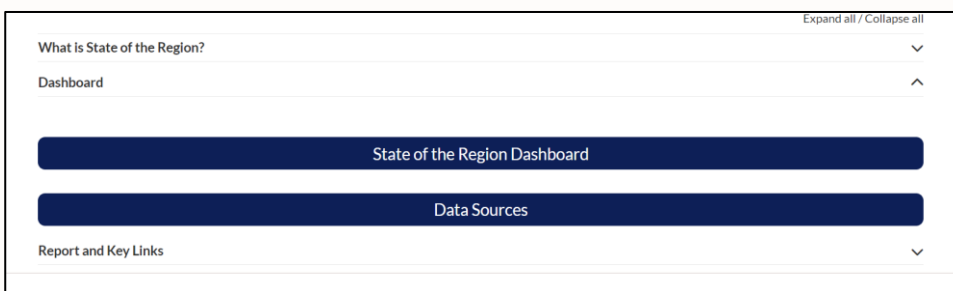 Expand all / Collapse all
What is State of the Region?
Dashboard
State of the Region Dashboard
Data Sources
Report and Key Links